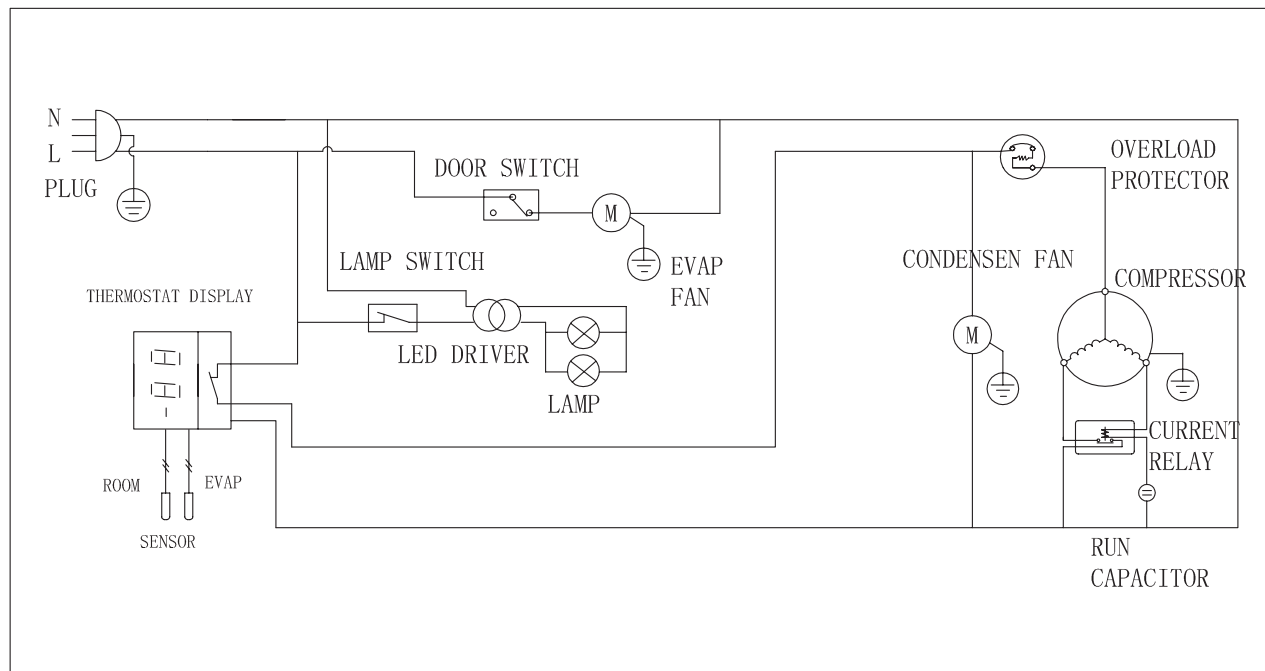 N
L
PLUG
DOOR SWITCH
M
EVAP
FAN
OVERLOAD
PROTECTOR
LAMP SWITCH
CONDENSEN FAN
COMPRESSOR
THERMOSTAT DISPLAY
LED DRIVER
M
LAMP
CURRENT
RELAY
ROOM
EVAP
SENSOR
RUN
CAPACITOR